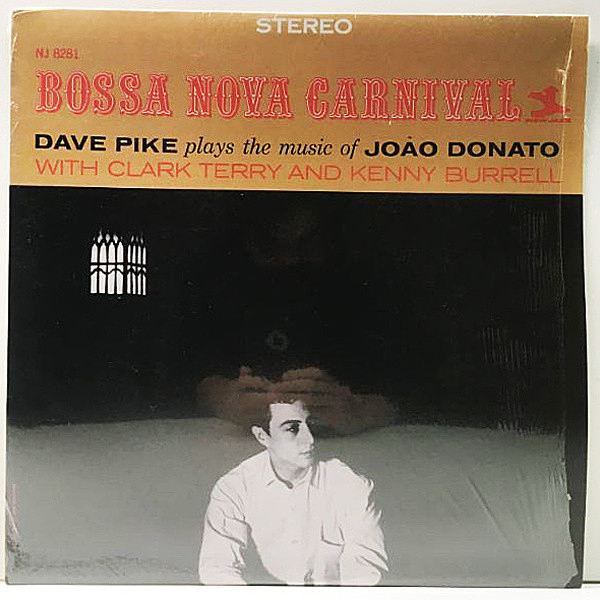 STEREO
NJ 8281
BOSSA NOVA CARNIVAL
DAVE PIKE plays the music of JOÃO DONATO
WITH CLARK TERRY AND KENNY BURRELL